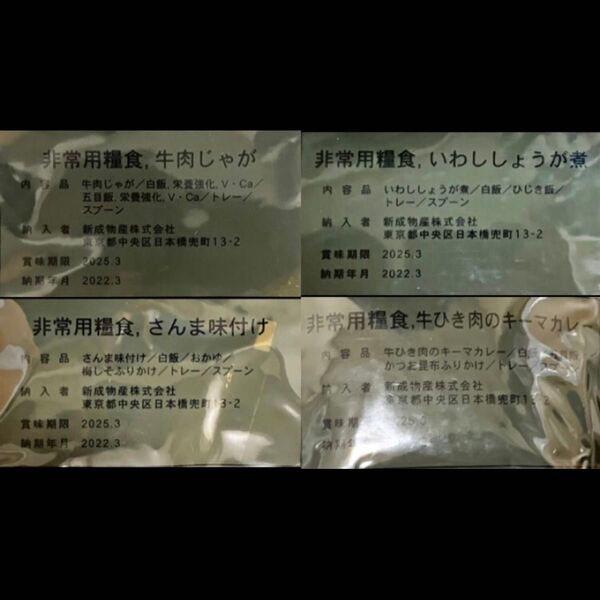 非常用糧食, 牛肉じゃが
内容品 牛肉じゃが／白飯, 栄養強化, V・Ca／
五目飯, 栄養強化, V・Ca／トレー／
スプーン
納入者 新成物産株式会社
東京都中央区日本橋兜町13-2
賞味期限 2025.3
納期年月 2022.3
非常用糧食, いわししょうが煮
内容品 いわししょうが煮／白飯／ひじき飯／
トレー／スプーン
納入者 新成物産株式会社
東京都中央区日本橋兜町13-2
賞味期限 2025.3
納期年月 2022.3
非常用糧食, さんま味付け
内容品 さんま味付け／白飯／おかゆ／
梅しそふりかけ／トレー／スプーン
納入者 新成物産株式会社
東京都中央区日本橋兜町13-2
賞味期限 2025.3
納期年月 2022.3
非常用糧食, 牛ひき肉のキーマカレー
内容品 牛ひき肉のキーマカレー／白飯
かつお昆布ふりかけ／トレー／スプ
納入者 新成物産株式会社
東京都中央区日本橋兜町13-2
賞味期限 2025.3
納期年月 2022.3